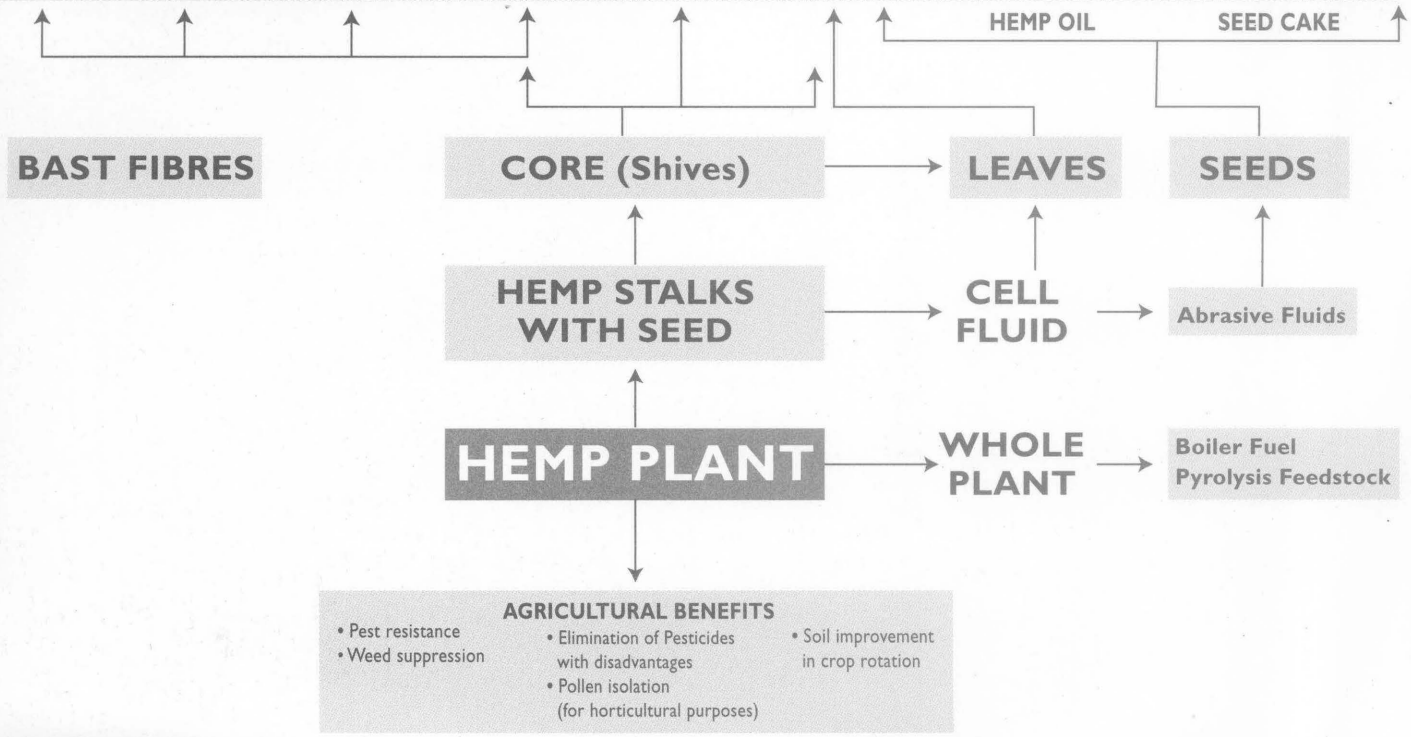 HEMP OIL
SEED CAKE
BAST FIBRES
CORE (Shives)
LEAVES
SEEDS
HEMP STALKS
WITH SEED
CELL
FLUID
Abrasive Fluids
HEMP PLANT
WHOLE
PLANT
Boiler Fuel
Pyrolysis Feedstock
AGRICULTURAL BENEFITS
• Pest resistance
• Weed suppression
• Elimination of Pesticides
with disadvantages
• Pollen isolation
(for horticultural purposes)
• Soil improvement
in crop rotation